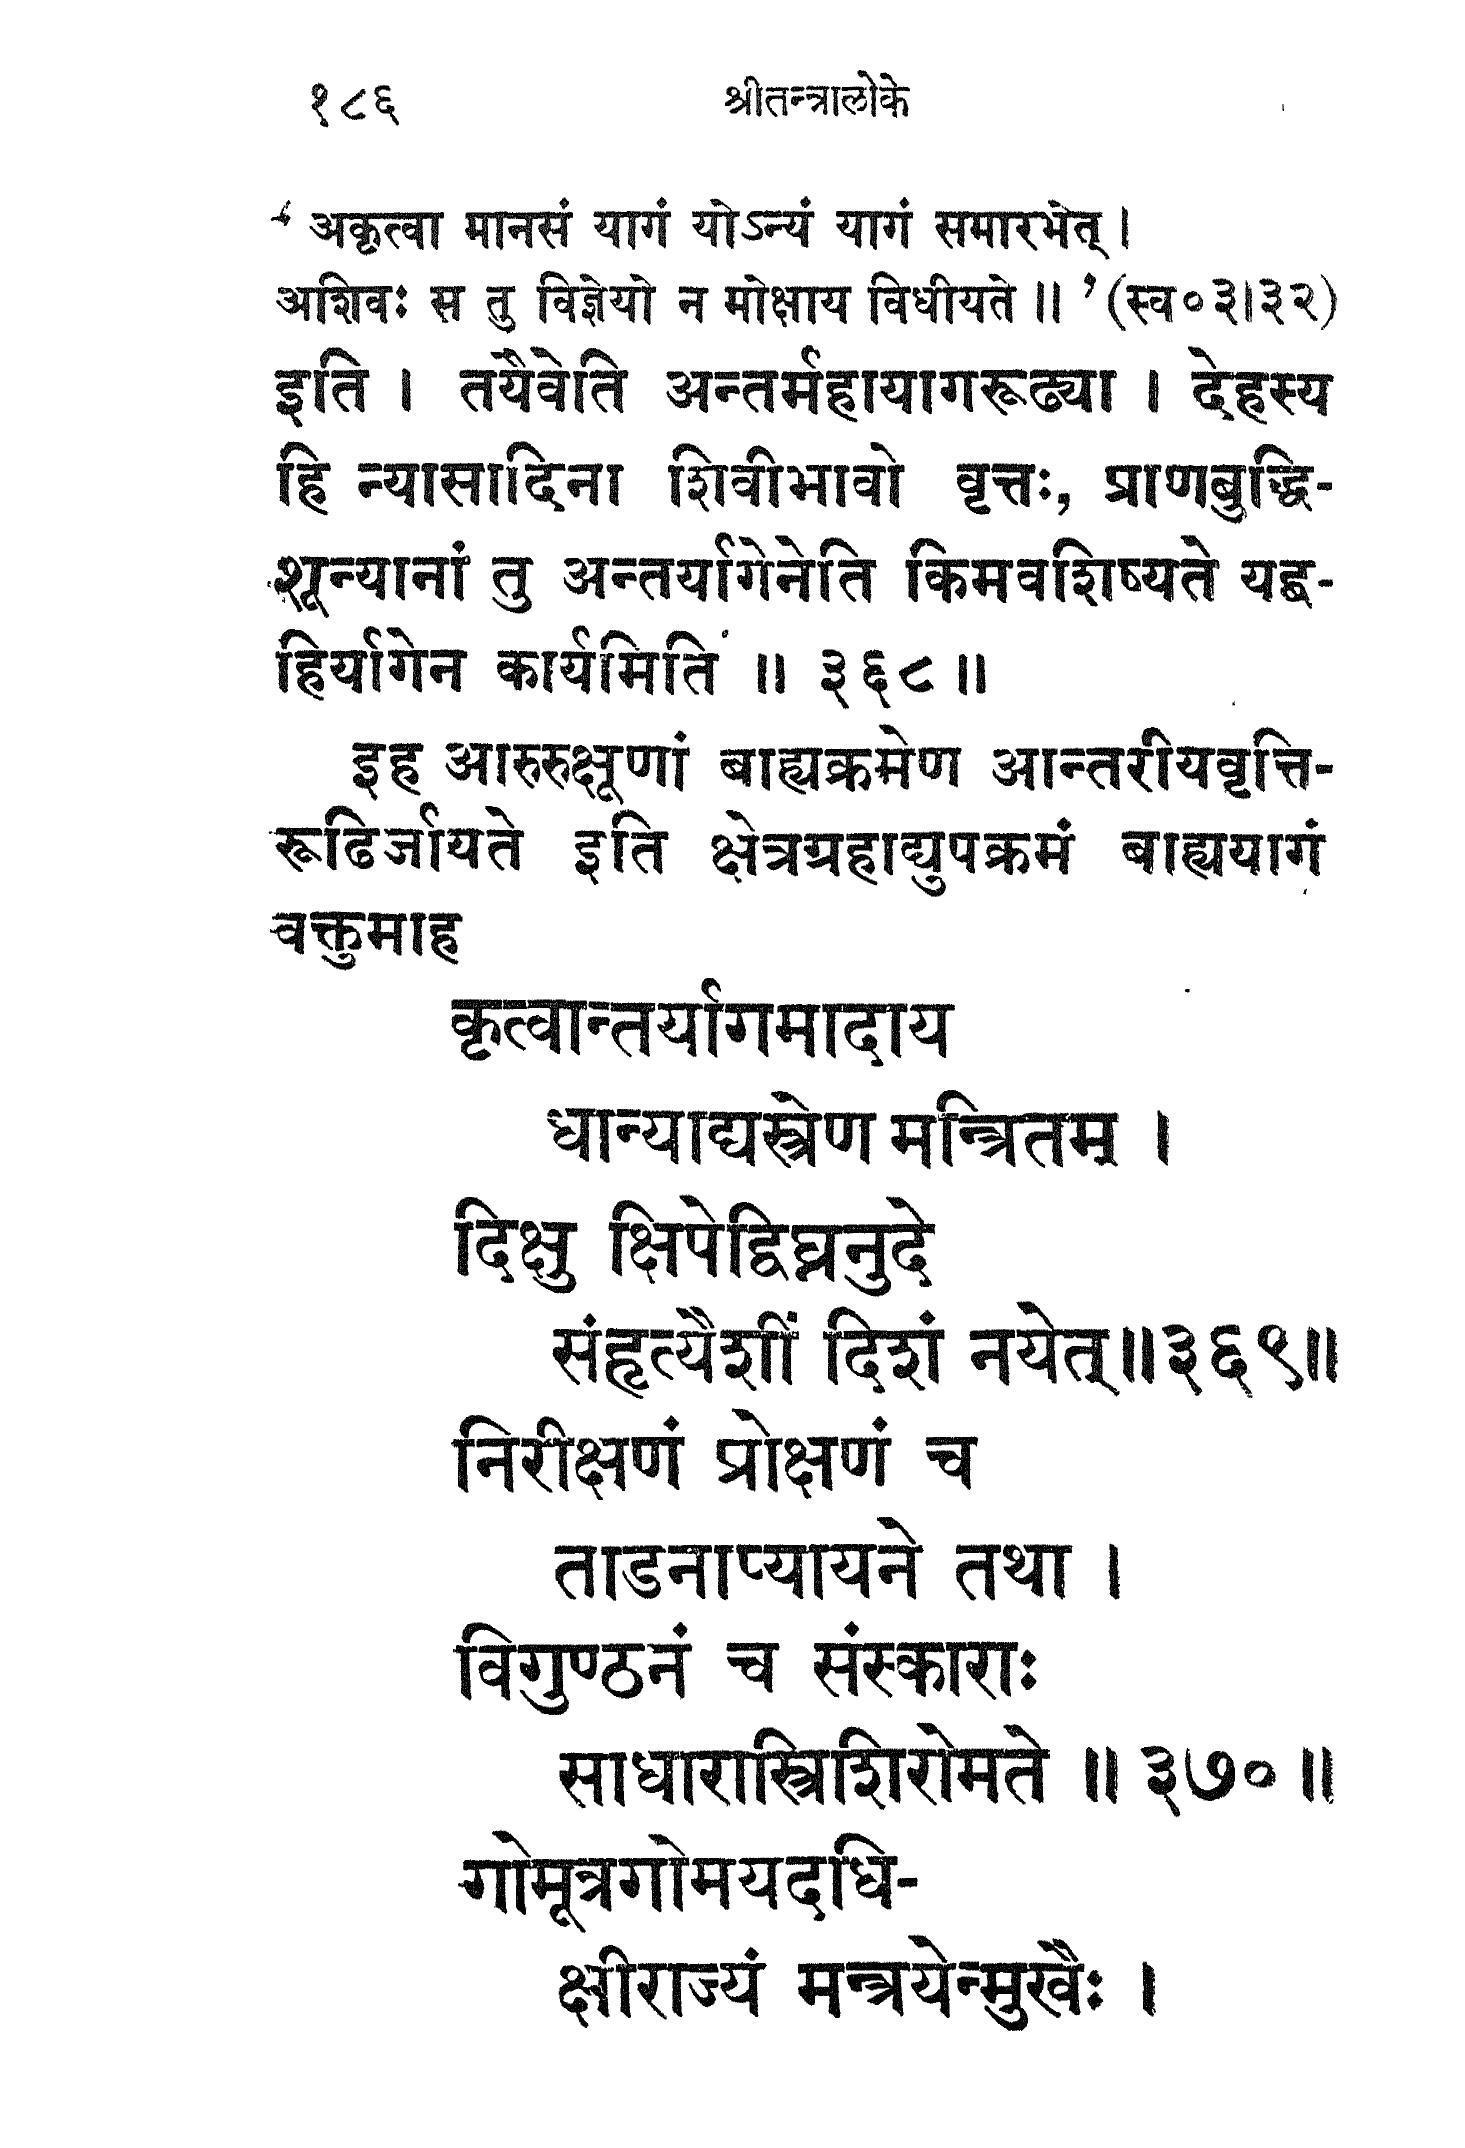 १८६ श्रीतन्त्रालोके
‘ अकृत्वा मानसं यागं योऽन्यं यागं समारभेत् ।
अशिवः स तु विज्ञेयो न मोक्षाय विधीयते ॥ ’ (स्व०३।३२)
इति । तयैवेति अन्तर्महायागरूढ्या । देहस्य
हि न्यासादिना शिवीभावो वृत्तः, प्राणबुद्धि-
शून्यानां तु अन्तर्यागेनेति किमवशिष्यते यद्ब-
हिर्यागेन कार्यमिति ॥ ३६८ ॥
इह आरुरुक्षूणां बाह्यक्रमेण आन्तरीयवृत्ति-
रूढिर्जायते इति क्षेत्रग्रहाद्युपक्रमं बाह्ययागं
वक्तुमाह
कृत्वान्तर्यागमादाय
धान्याद्यस्त्रेण मन्त्रितम् ।
दिक्षु क्षिपेद्विघ्ननुदे
संहृत्यैशीं दिशं नयेत् ॥ ३६९ ॥
निरीक्षणं प्रोक्षणं च
ताडनाप्यायने तथा ।
विगुण्ठनं च संस्काराः
साधारास्त्रिशिरोमते ॥ ३७० ॥
गोमूत्रगोमयदधि-
क्षीराज्यं मन्त्रयेन्मुखैः ।